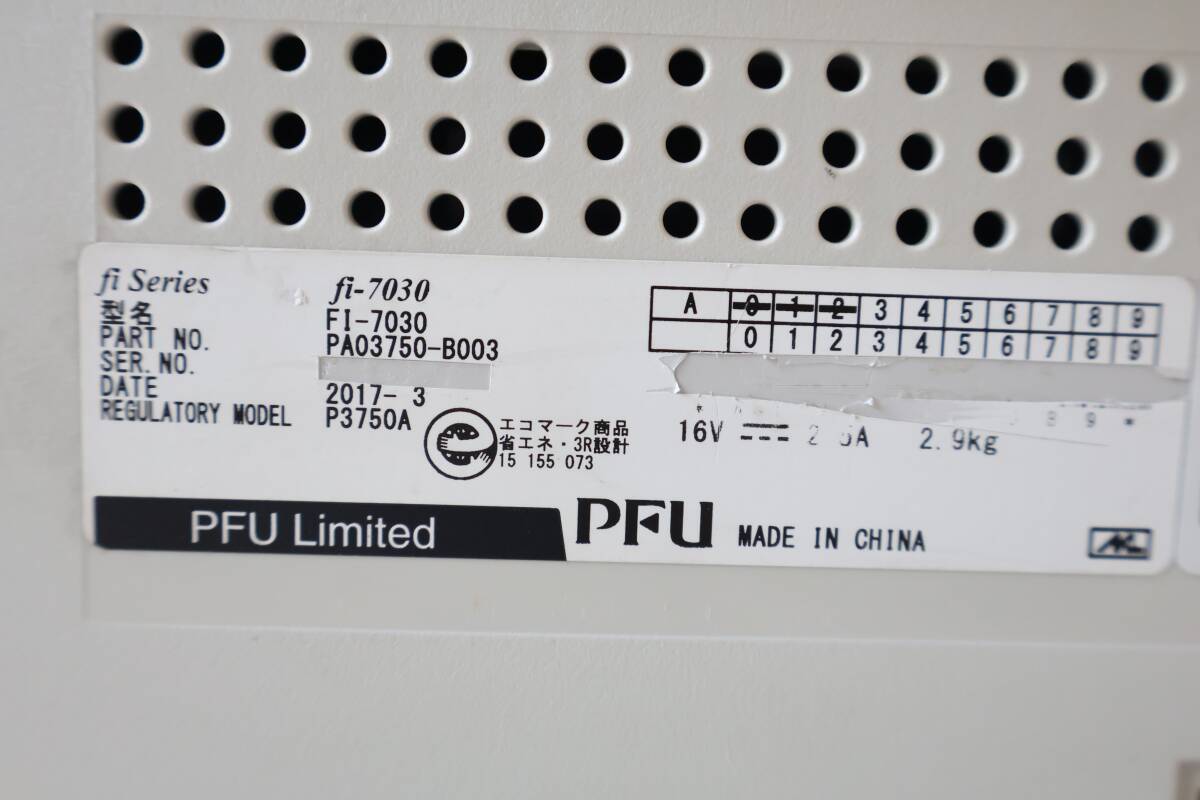 fi Series fi-7030
型名 FI-7030
PART NO. PA03750-B003
SER.NO.
DATE 2017- 3
REGULATORY MODEL P3750A
A 0 1 2 3 4 5 6 7 8 9
0 1 2 3 4 5 6 7 8 9
8 9 *
エコマーク商品
省エネ・3R設計
15 155 073
16V 2.9kg
PFU Limited
PFU MADE IN CHINA